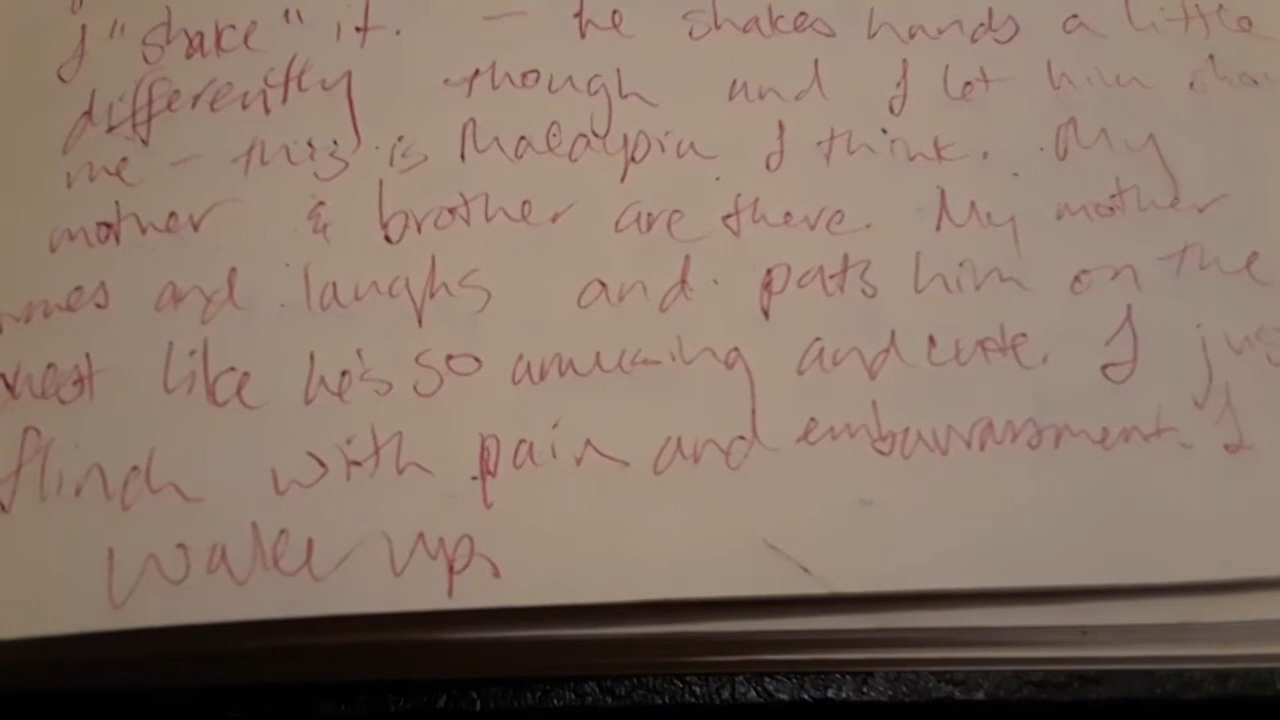 I "shake" it. — he shakes hands a little
differently though and I let him
me – this is Malaysia I think. My
mother & brother are there. My mother
and laughs and pats him on the
like he's so amusing and cute. I
flinch with pain and embarrassment. I
wake up.